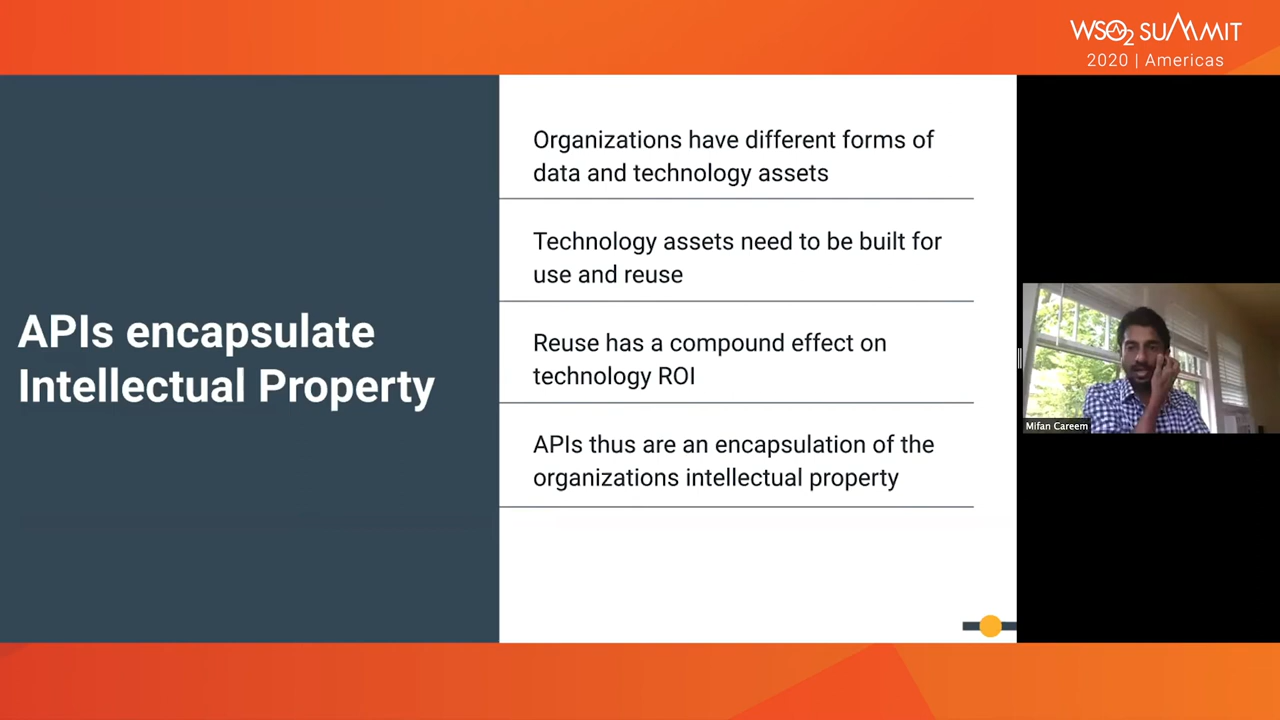 WSO2 SUMMIT
2020 | Americas
APIs encapsulate
Intellectual Property
Organizations have different forms of
data and technology assets
Technology assets need to be built for
use and reuse
Reuse has a compound effect on
technology ROI
APIs thus are an encapsulation of the
organizations intellectual property
Mifan Careem